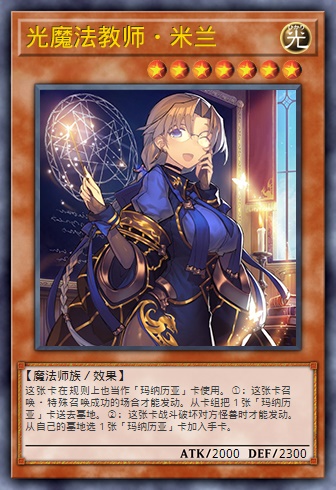 光魔法教师·米兰
光
【魔法师族／效果】
这张卡在规则上也当作「玛纳历亚」卡使用。 ①：这张卡召
唤·特殊召唤成功的场合才能发动。从卡组把 1 张「玛纳历
亚」卡送去墓地。 ②：这张卡战斗破坏对方怪兽时才能发动。
从自己的墓地选 1 张「玛纳历亚」卡加入手卡。
ATK/2000 DEF/2300